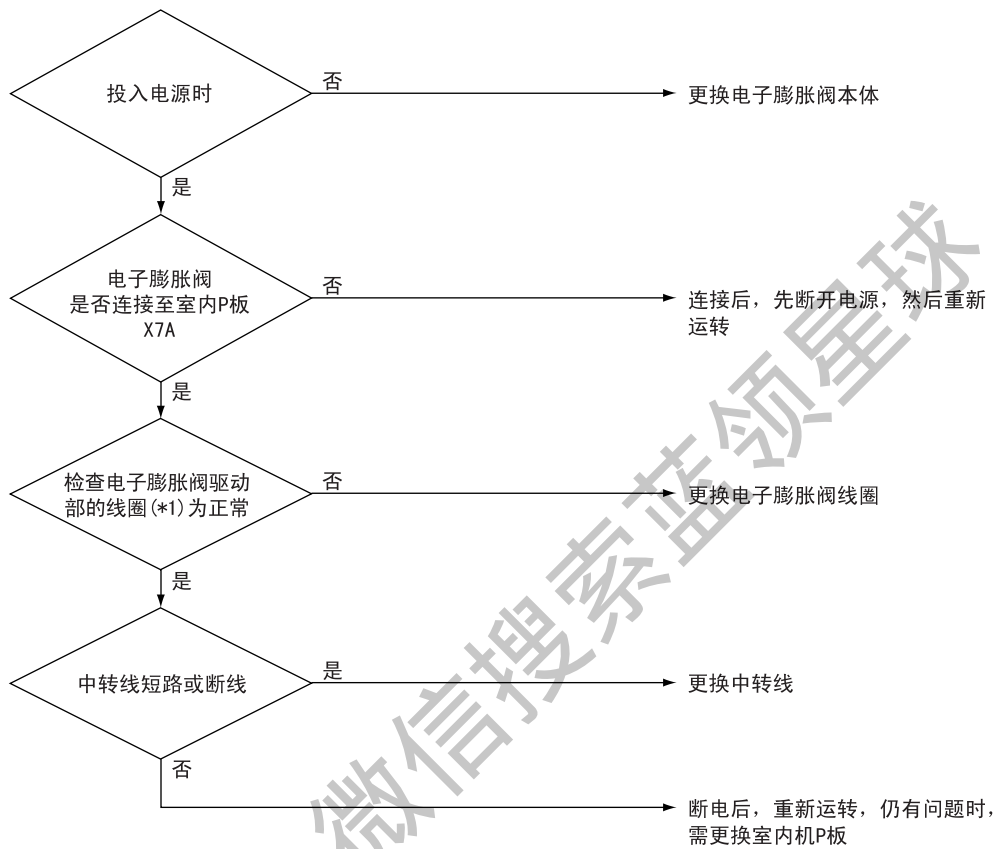 投入电源时
否
更换电子膨胀阀本体
是
电子膨胀阀
是否连接至室内P板
X7A
否
连接后，先断开电源，然后重新
运转
是
检查电子膨胀阀驱动
部的线圈(*1)为正常
否
更换电子膨胀阀线圈
是
中转线短路或断线
是
更换中转线
否
断电后，重新运转，仍有问题时，
需更换室内机P板
微信搜索蓝领星球